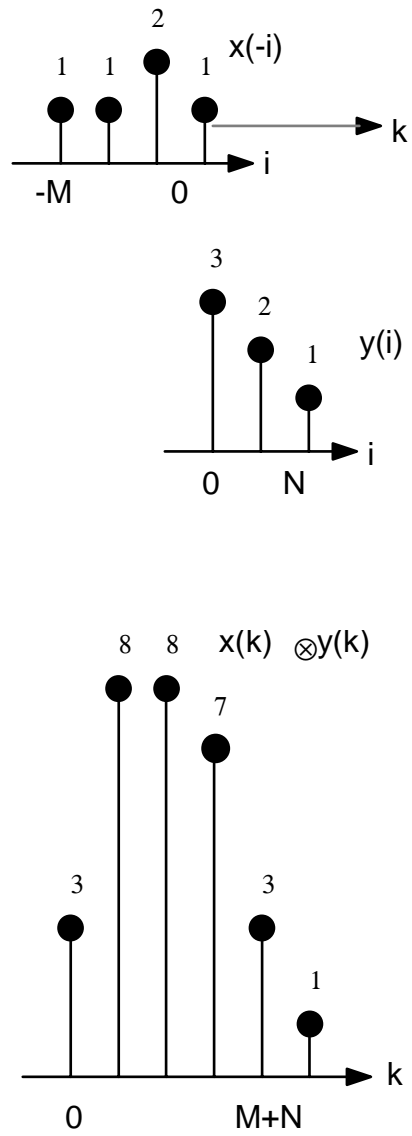 2
x(-i)
1 1 1
k
i
-M 0
3
2
y(i)
1
i
0 N
8 8 x(k) ⊗y(k)
7
3 3
1
k
0 M+N